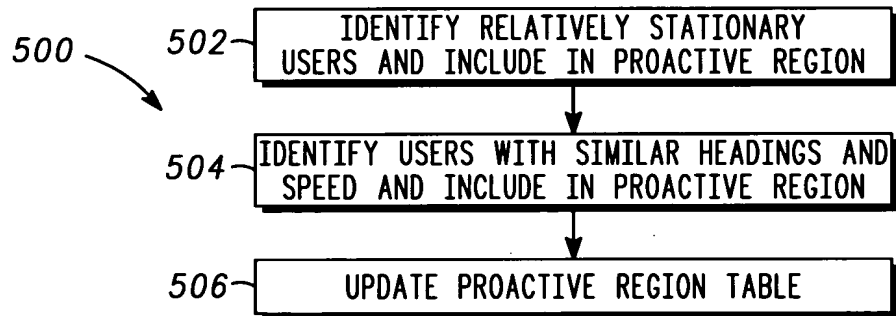 500
502
IDENTIFY RELATIVELY STATIONARY
USERS AND INCLUDE IN PROACTIVE REGION
504
IDENTIFY USERS WITH SIMILAR HEADINGS AND
SPEED AND INCLUDE IN PROACTIVE REGION
506
UPDATE PROACTIVE REGION TABLE